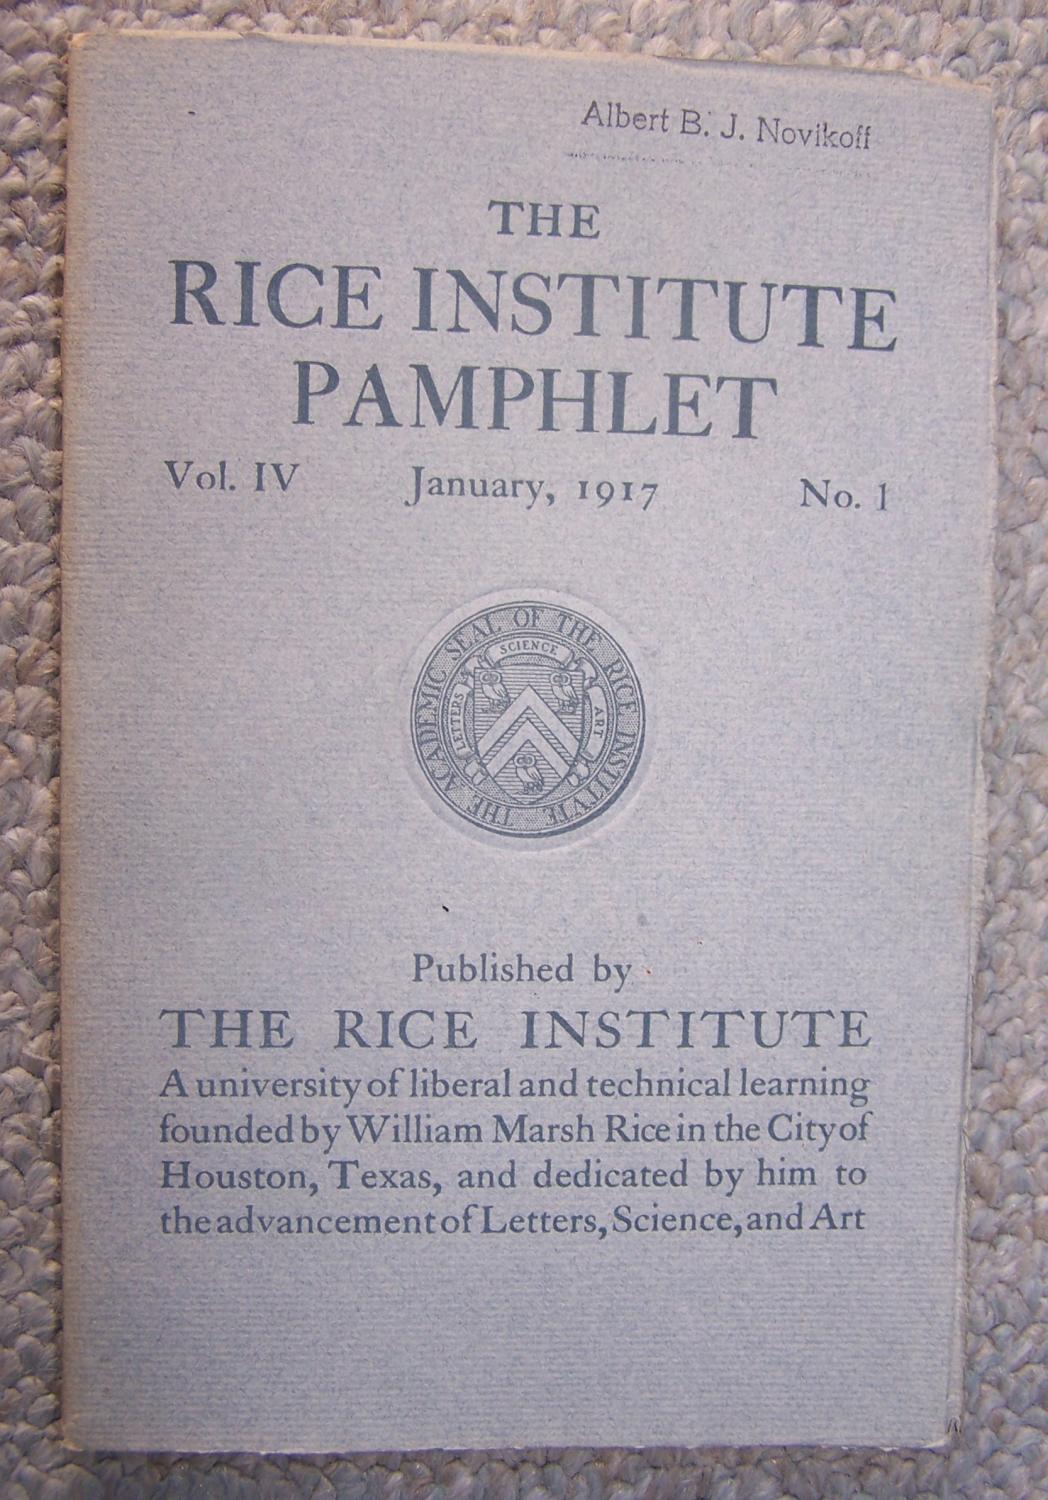 Albert B. J. Novikoff
THE
RICE INSTITUTE
PAMPHLET
Vol. IV January, 1917 No. 1
THE ACADEMIC SEAL OF THE RICE INSTITVTE
SCIENCE
LETTERS
ART
Published by
THE RICE INSTITUTE
A university of liberal and technical learning
founded by William Marsh Rice in the City of
Houston, Texas, and dedicated by him to
the advancement of Letters, Science, and Art